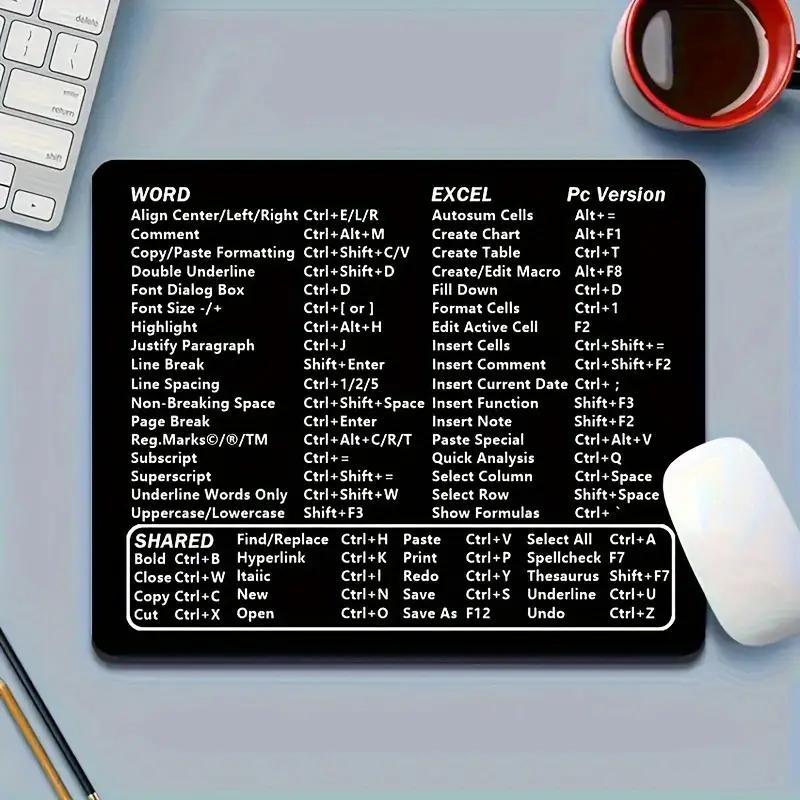 delete
enter
return
shift
WORD
Align Center/Left/Right Ctrl+E/L/R
Comment Ctrl+Alt+M
Copy/Paste Formatting Ctrl+Shift+C/V
Double Underline Ctrl+Shift+D
Font Dialog Box Ctrl+D
Font Size -/+ Ctrl+[ or ]
Highlight Ctrl+Alt+H
Justify Paragraph Ctrl+J
Line Break Shift+Enter
Line Spacing Ctrl+1/2/5
Non-Breaking Space Ctrl+Shift+Space
Page Break Ctrl+Enter
Reg.Marks©/®/TM Ctrl+Alt+C/R/T
Subscript Ctrl+=
Superscript Ctrl+Shift+=
Underline Words Only Ctrl+Shift+W
Uppercase/Lowercase Shift+F3
EXCEL Pc Version
Autosum Cells Alt+=
Create Chart Alt+F1
Create Table Ctrl+T
Create/Edit Macro Alt+F8
Fill Down Ctrl+D
Format Cells Ctrl+1
Edit Active Cell F2
Insert Cells Ctrl+Shift+=
Insert Comment Ctrl+Shift+F2
Insert Current Date Ctrl+ ;
Insert Function Shift+F3
Insert Note Shift+F2
Paste Special Ctrl+Alt+V
Quick Analysis Ctrl+Q
Select Column Ctrl+Space
Select Row Shift+Space
Show Formulas Ctrl+ `
SHARED Find/Replace Ctrl+H Paste Ctrl+V Select All Ctrl+A
Bold Ctrl+B Hyperlink Ctrl+K Print Ctrl+P Spellcheck F7
Close Ctrl+W Itaiic Ctrl+I Redo Ctrl+Y Thesaurus Shift+F7
Copy Ctrl+C New Ctrl+N Save Ctrl+S Underline Ctrl+U
Cut Ctrl+X Open Ctrl+O Save As F12 Undo Ctrl+Z